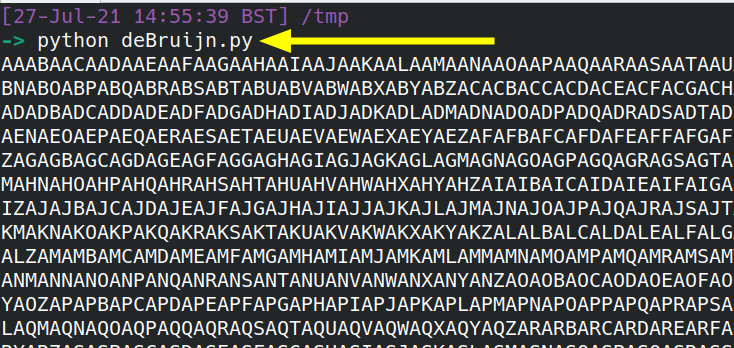 [27-Jul-21 14:55:39 BST] /tmp
-> python deBruijn.py
AAABAACAADAAEAAFAAGAAHAAIAAJAAKAALAAMAANAAOAAPAAQAARAASAATAAU
BNABOABPABQABRABSABTABUABVABWABXABYABZACACBACCACDACEACFACGACH
ADADBADCADDADEADFADGADHADIADJADKADLADMADNADOADPADQADRADSADTAD
AENAEOAEPAEQAERAESAETAEUAEVAEWAEXAEYAEZAFAFBAFCAFDAFEAFFAFGAF
ZAGAGBAGCAGDAGEAGFAGGAGHAGIAGJAGKAGLAGMAGNAGOAGPAGQAGRAGSAGTA
MAHNAHOAHPAHQAHRAHSAHTAHUAHVAHWAHXAHYAHZAIAIBAICAIDAIEAIFAIGA
IZAJAJBAJCAJDAJEAJFAJGAJHAJIAJJAJKAJLAJMAJNAJOAJPAJQAJRAJSAJT
KMAKNAKOAKPAKQAKRAKSAKTAKUAKVAKWAKXAKYAKZALALBALCALDALEALFALG
ALZAMAMBAMCAMDAMEAMFAMGAMHAMIAMJAMKAMLAMMAMNAMOAMPAMQAMRAMSAM
ANMANNANOANPANQANRANSANTANUANVANWANXANYANZAOAOBAOCAODAOEAOFAO
YAOZAPAPBAPCAPDAPEAPFAPGAPHAPIAPJAPKAPLAPMAPNAPOAPPAPQAPRAPSA
LAQMAQNAQOAQPAQQAQRAQSAQTAQUAQVAQWAQXAQYAQZARARBARCARDAREARFA